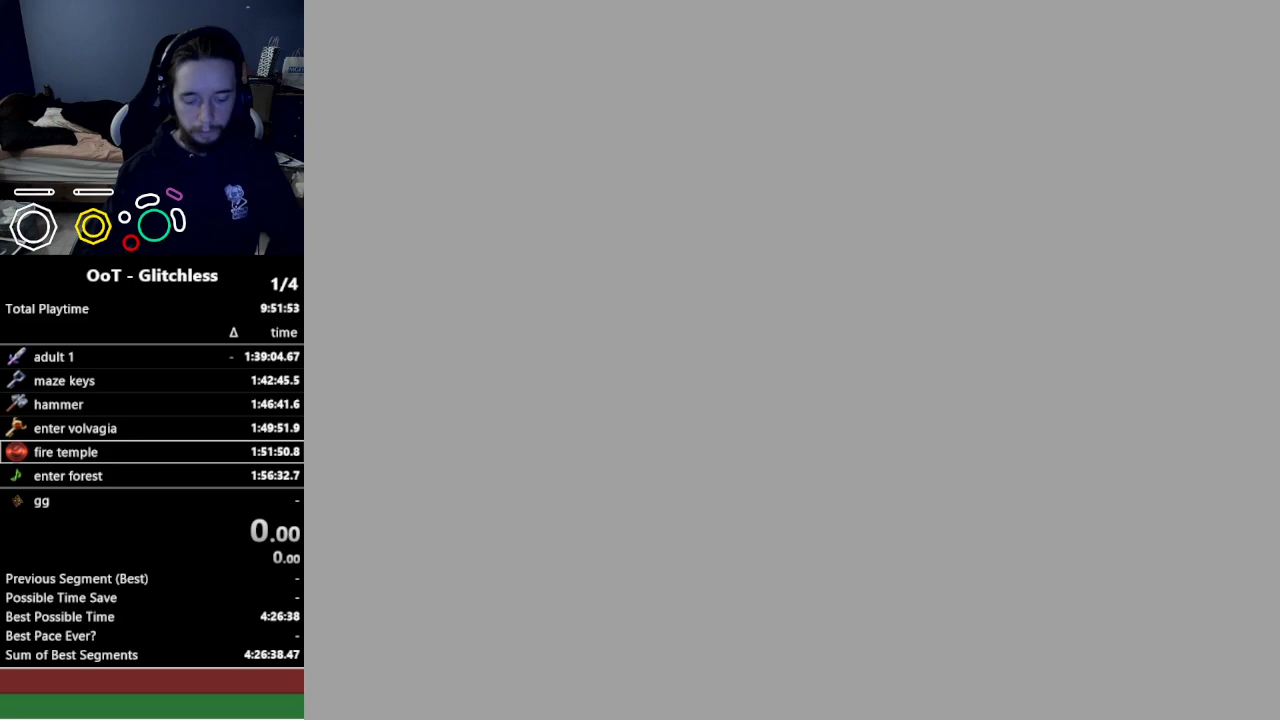 OoT - Glitchless
1/4
Total Playtime 9:51:53
Δ time
adult 1 - 1:39:04.67
maze keys 1:42:45.5
hammer 1:46:41.6
enter volvagia 1:49:51.9
fire temple 1:51:50.8
enter forest 1:56:32.7
gg -
0.00
0.00
Previous Segment (Best) -
Possible Time Save -
Best Possible Time 4:26:38
Best Pace Ever? -
Sum of Best Segments 4:26:38.47